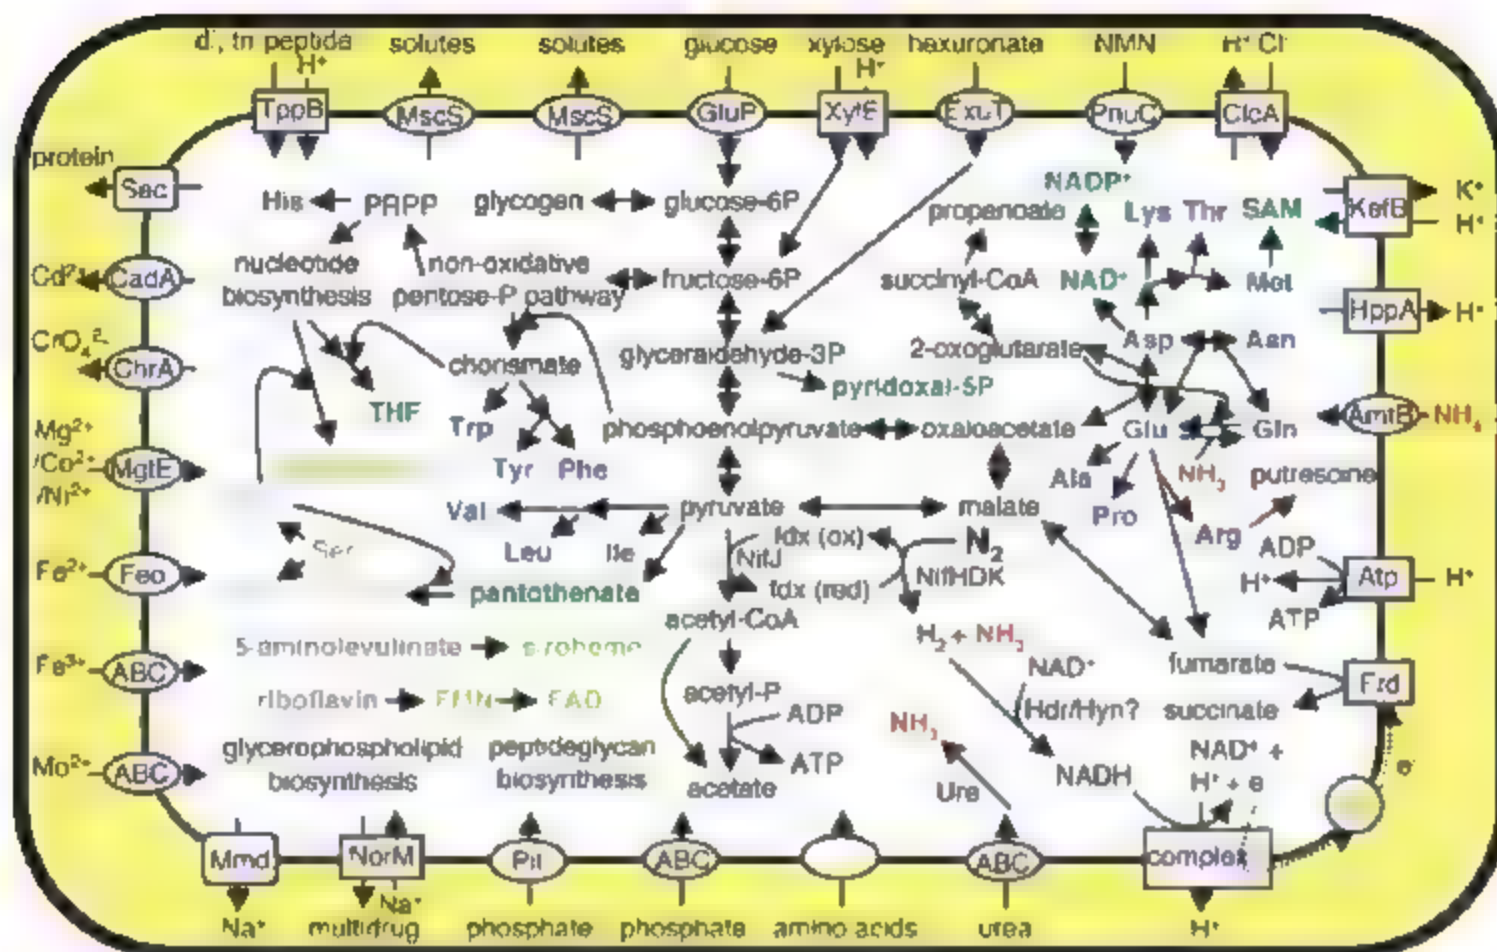 di, tri peptide
H⁺
solutes
solutes
glucose
xylose
H⁺
hexuronate
NMN
H⁺ Cl⁻
TppB
MscS
MscS
GluP
XylE
ExuT
PnuC
ClcA
protein
Sec
His
PRPP
glycogen
glucose-6P
NADP⁺
propanoate
Lys
Thr
SAM
KefB
K⁺
H⁺
Cd²⁺
CadA
nucleotide
biosynthesis
non-oxidative
pentose-P pathway
fructose-6P
succinyl-CoA
NAD⁺
Met
HppA
H⁺
CrO₄²⁻
ChrA
chorismate
glyceraldehyde-3P
2-oxoglutarate
Asp
Asn
pyridoxal-5P
THF
Trp
phosphoenolpyruvate
oxaloacetate
Glu
Gln
AmtB
NH₄
Mg²⁺
/Co²⁺
/Ni²⁺
MgtE
Tyr
Phe
Ala
NH₃
putrescine
Val
pyruvate
malate
Pro
Arg
Leu
Ile
fdx (ox)
N₂
ADP
Ser
NifJ
NifHDK
Fe²⁺
Feo
pantothenate
fdx (red)
H⁺
Atp
H⁺
ATP
acetyl-CoA
5-aminolevulinate
siroheme
H₂ + NH₃
Fe³⁺
ABC
NAD⁺
fumarate
Frd
riboflavin
FMN
FAD
acetyl-P
ADP
NH₃
Hdr/Hyn?
succinate
glycerophospholipid
biosynthesis
peptideglycan
biosynthesis
ATP
NAD⁺ +
H⁺ + e
e
Mo²⁺
ABC
acetate
Ure
NADH
Mmd
NorM
Pit
ABC
ABC
complex
Na⁺
Na⁺
multidrug
phosphate
phosphate
amino acids
urea
H⁺